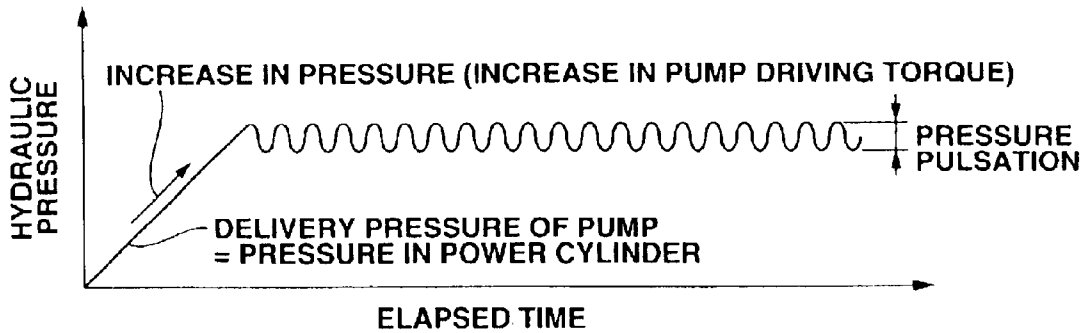 INCREASE IN PRESSURE (INCREASE IN PUMP DRIVING TORQUE)
HYDRAULIC
PRESSURE
PRESSURE
PULSATION
DELIVERY PRESSURE OF PUMP
= PRESSURE IN POWER CYLINDER
ELAPSED TIME